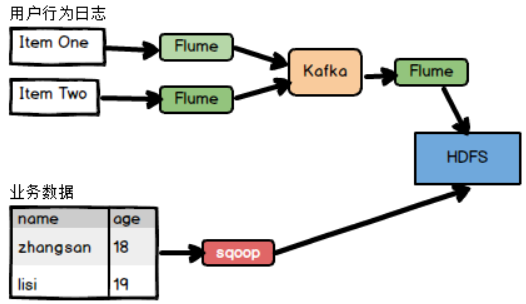 用户行为日志
Item One
Flume
Kafka
Flume
Item Two
Flume
HDFS
业务数据
name age
zhangsan 18
lisi 19
sqoop